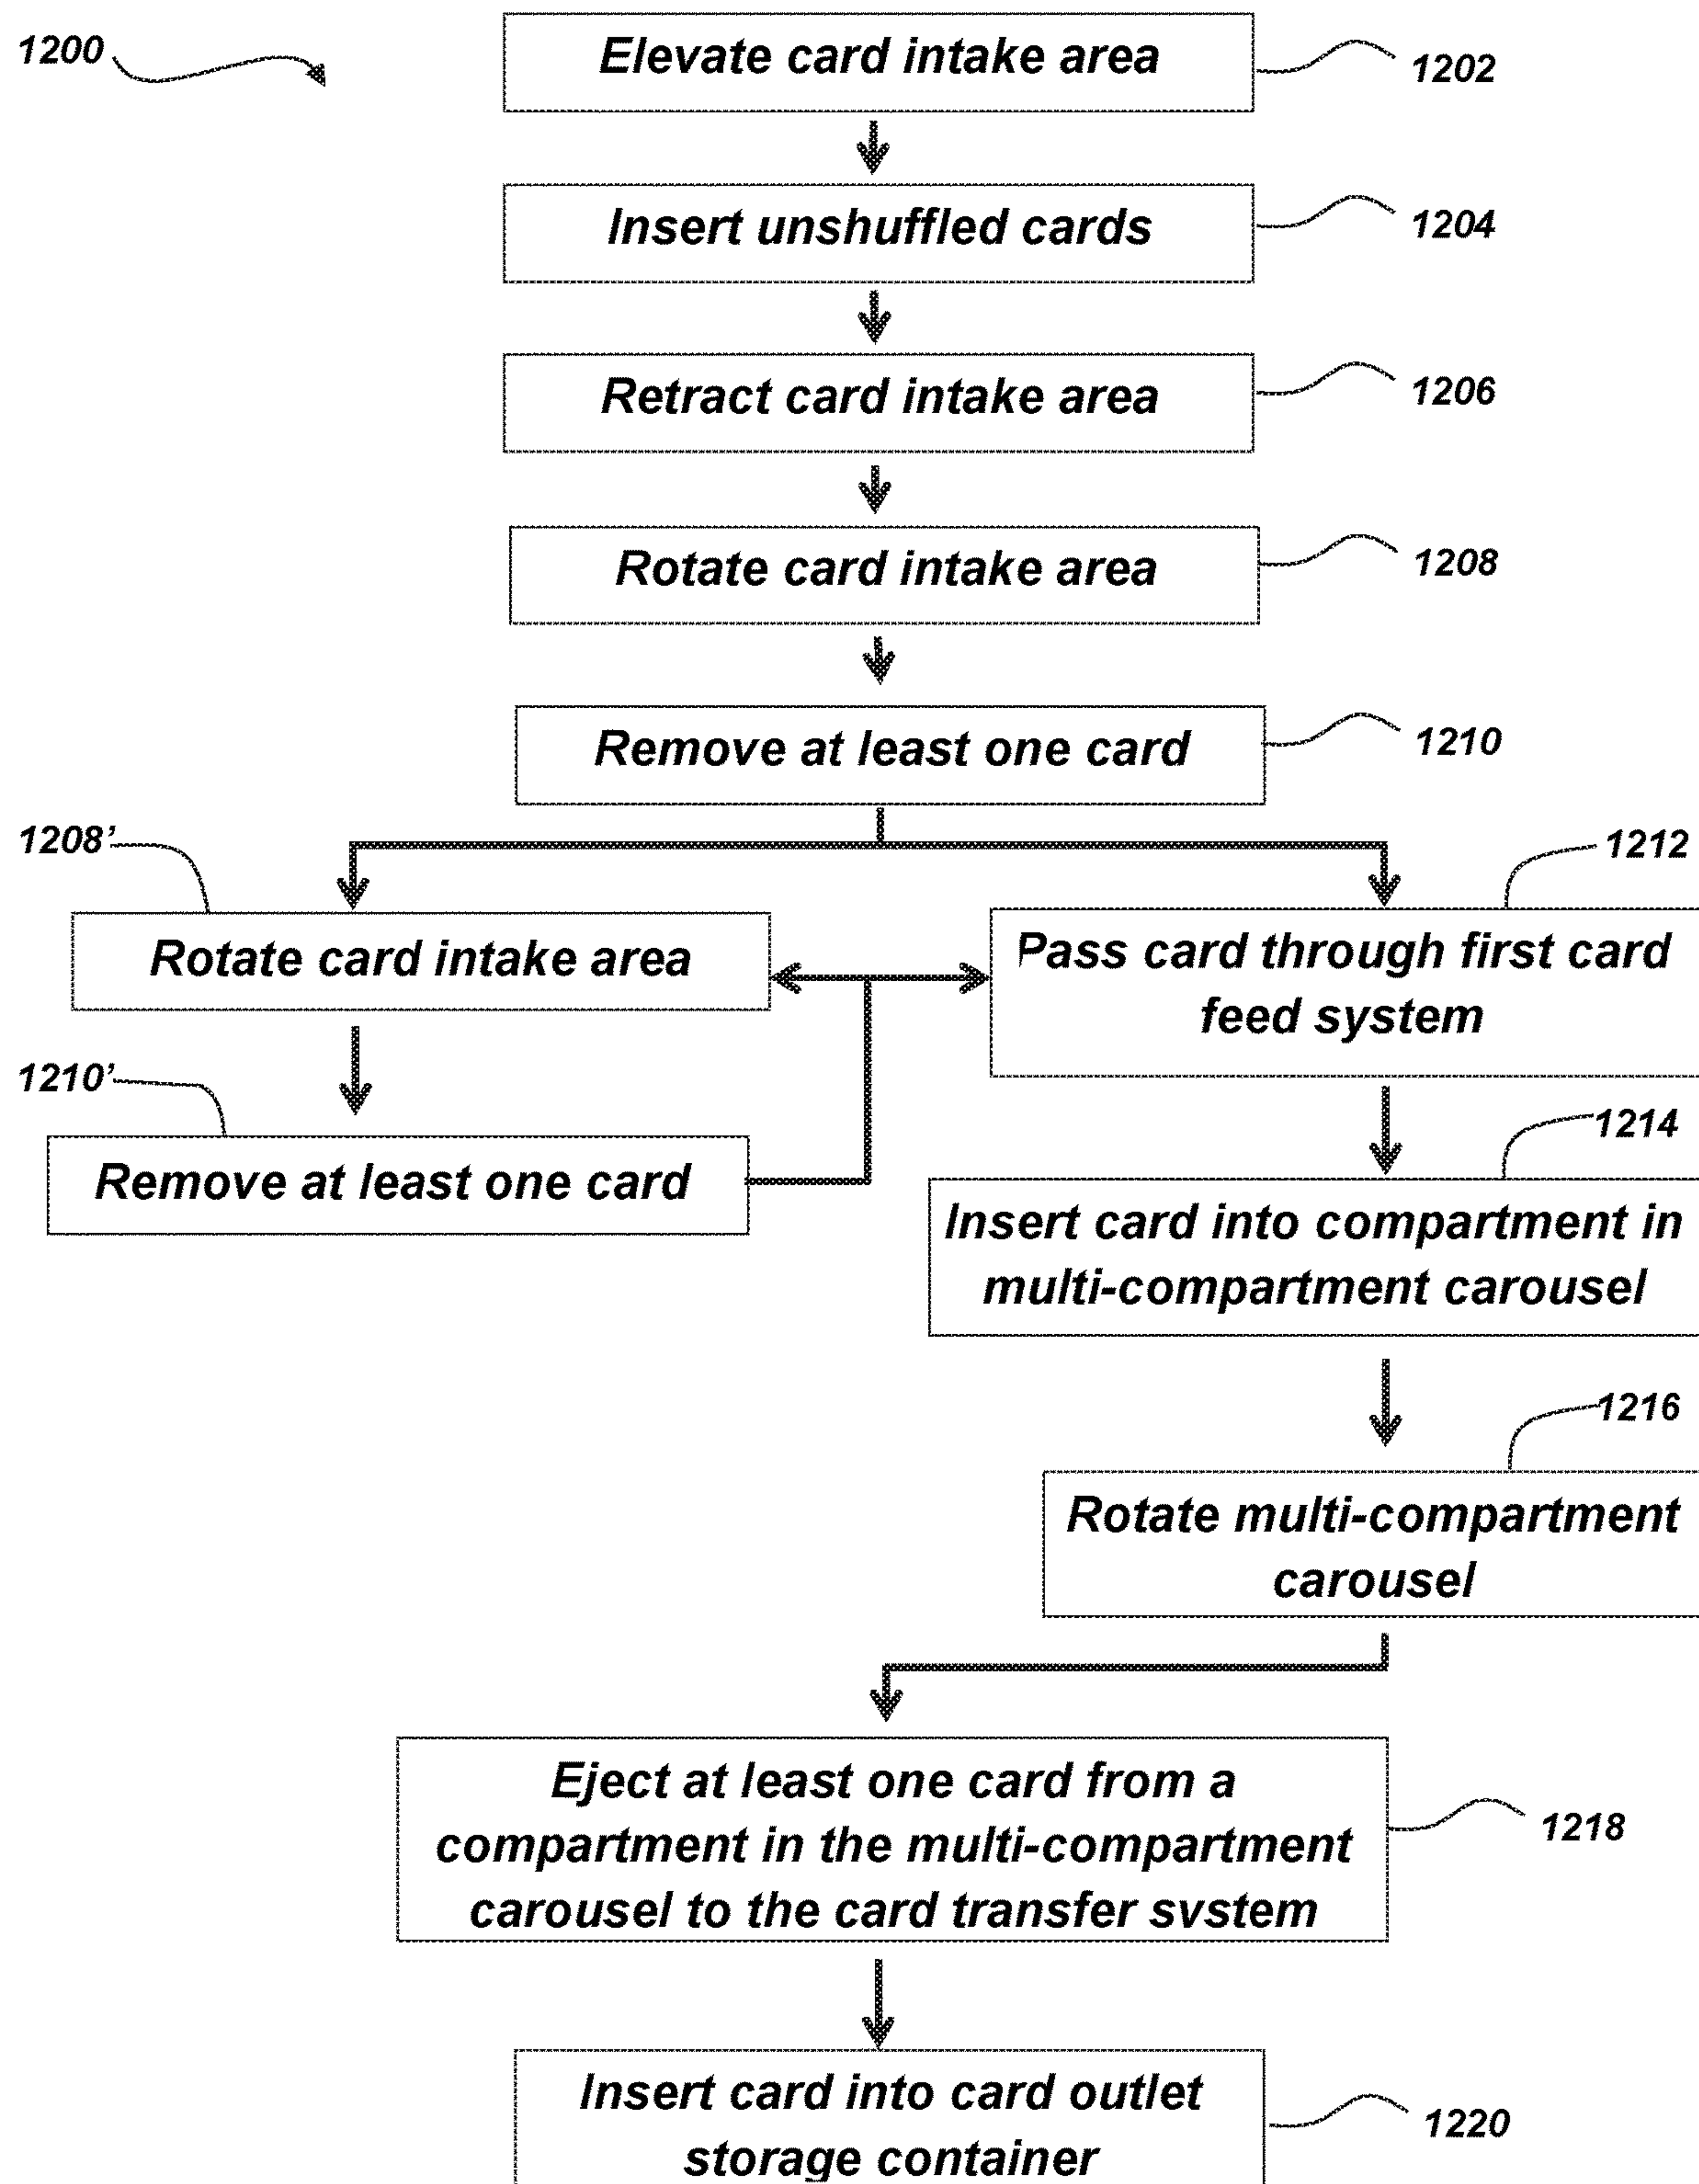 1200
Elevate card intake area
1202
Insert unshuffled cards
1204
Retract card intake area
1206
Rotate card intake area
1208
Remove at least one card
1210
1208’
1212
Rotate card intake area
Pass card through first card
feed system
1210’
1214
Remove at least one card
Insert card into compartment in
multi-compartment carousel
1216
Rotate multi-compartment
carousel
Eject at least one card from a
compartment in the multi-compartment
carousel to the card transfer system
1218
Insert card into card outlet
storage container
1220